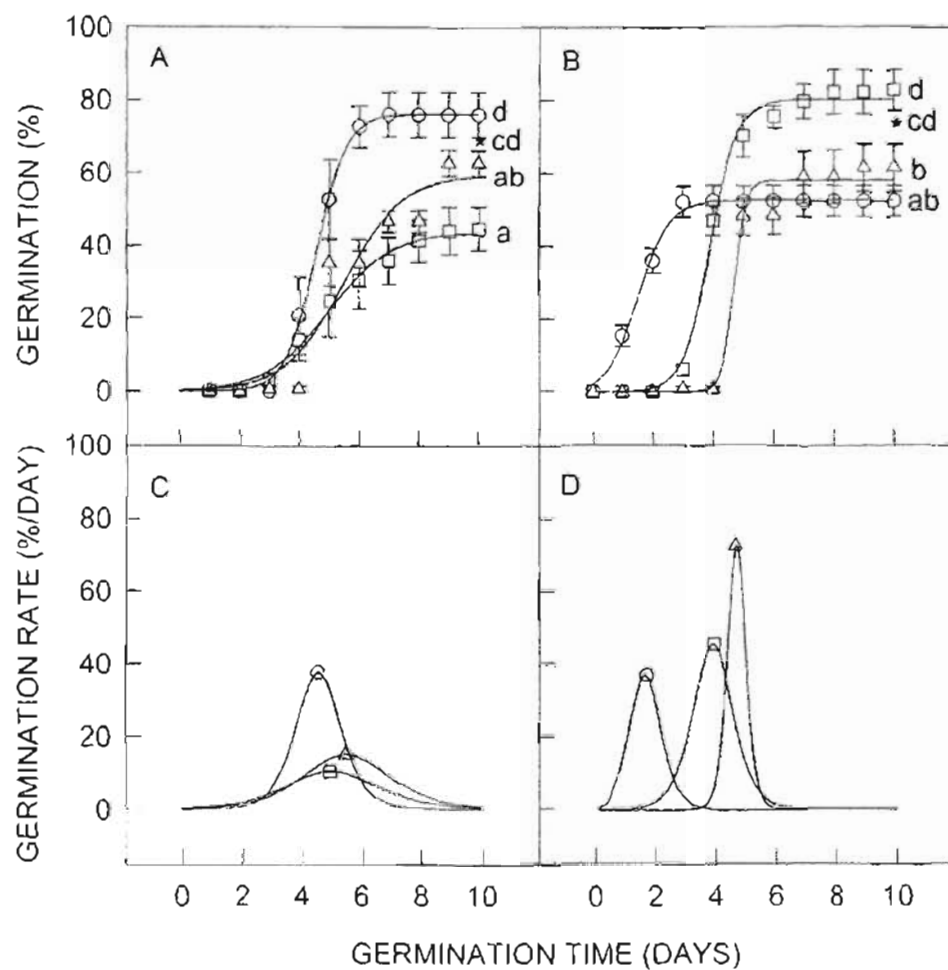 GERMINATION (%)
100
80
60
40
20
0
A
d
★cd
ab
a
B
d
★cd
b
ab
GERMINATION RATE (%/DAY)
100
80
60
40
20
0
C
D
0 2 4 6 8 10 0 2 4 6 8 10
GERMINATION TIME (DAYS)